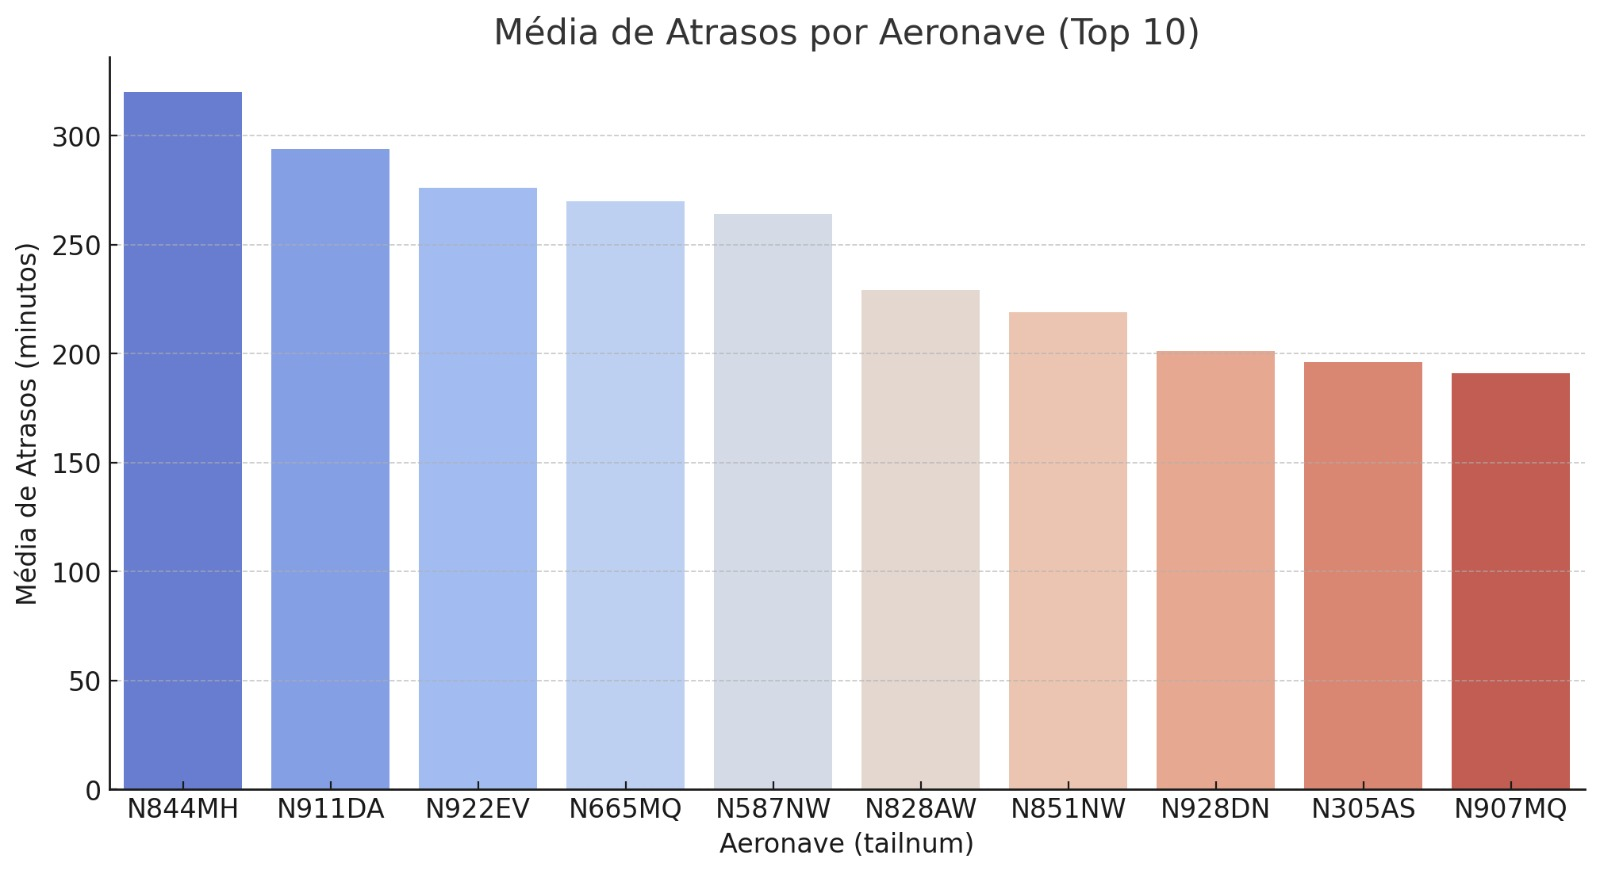 Média de Atrasos por Aeronave (Top 10)
Média de Atrasos (minutos)
300
250
200
150
100
50
0
N844MH N911DA N922EV N665MQ N587NW N828AW N851NW N928DN N305AS N907MQ
Aeronave (tailnum)